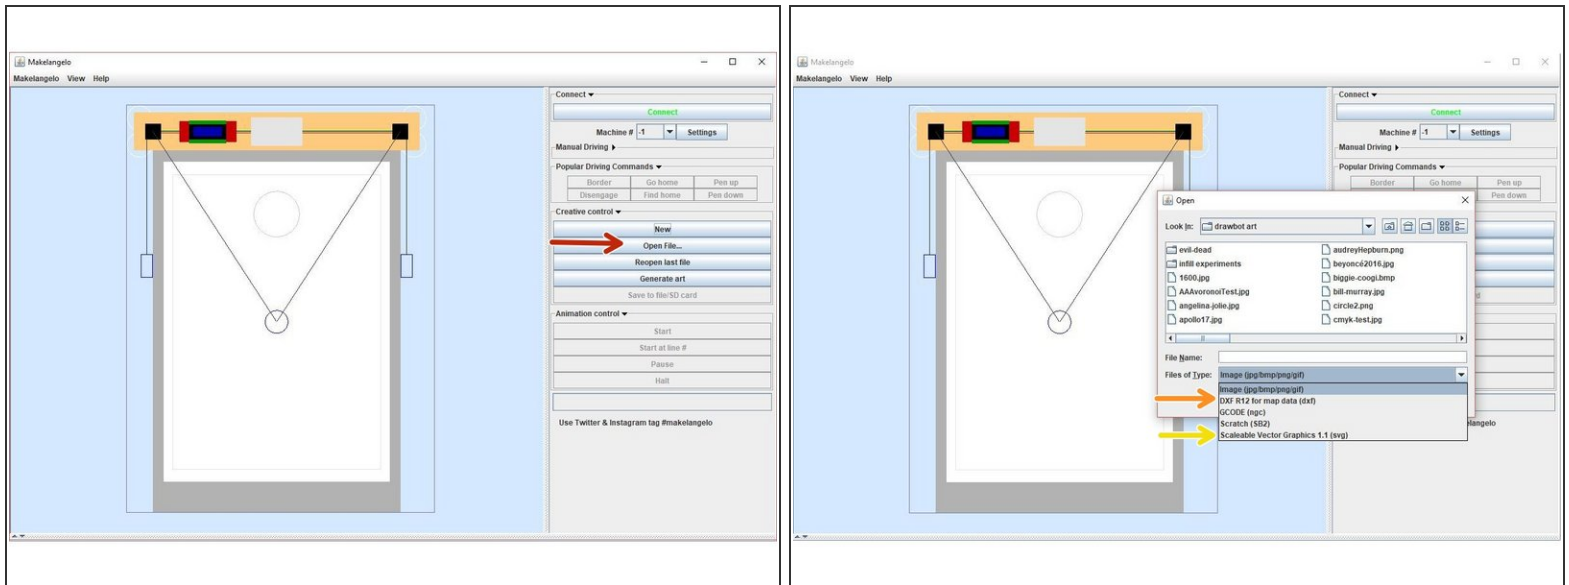 Makelangelo
Makelangelo View Help
Connect
Connect
Machine # -1 Settings
Manual Driving
Popular Driving Commands
Border Go home Pen up
Disengage Find home Pen down
Creative control
New
Open File...
Reopen last file
Generate art
Save to file/SD card
Animation control
Start
Start at line #
Pause
Halt
Use Twitter & Instagram tag #makelangelo
Makelangelo
Makelangelo View Help
Connect
Connect
Machine # -1 Settings
Manual Driving
Popular Driving Commands
Border Go home Pen up
Pen down
Open
Look In: drawbot art
evil-dead audreyHepburn.png
infill experiments beyoncé2016.jpg
1600.jpg biggie-coogi.bmp
AAAvoronoiTest.jpg bill-murray.jpg
angelina-jolie.jpg circle2.png
apollo17.jpg cmyk-test.jpg
File Name:
Files of Type: Image (jpg/bmp/png/gif)
Image (jpg/bmp/png/gif)
DXF R12 for map data (dxf)
GCODE (ngc)
Scratch (SB2)
Scaleable Vector Graphics 1.1 (svg)